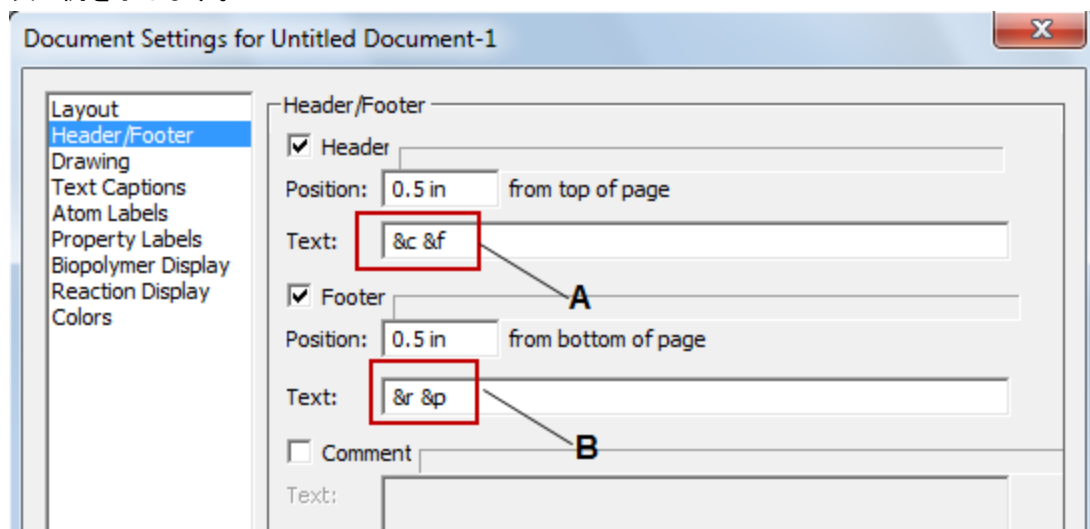 Document Settings for Untitled Document-1
x
Layout
Header/Footer
Drawing
Text Captions
Atom Labels
Property Labels
Biopolymer Display
Reaction Display
Colors
Header/Footer
Header
Position: 0.5 in from top of page
Text: &c &f
A
Footer
Position: 0.5 in from bottom of page
Text: &r &p
B
Comment
Text: